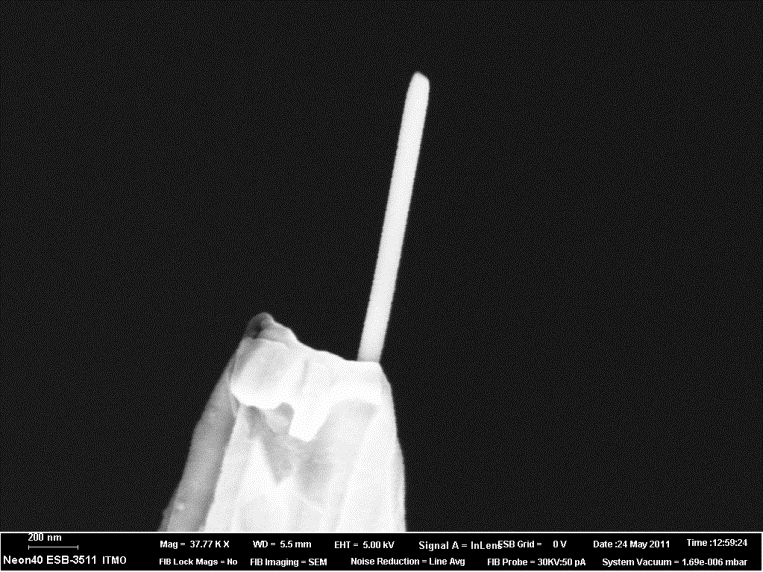 200 nm Mag = 37.77 K X WD = 5.5 mm EHT = 5.00 kV Signal A = InLens ESB Grid = 0 V Date :24 May 2011 Time :12:59:24
Neon40 ESB-3511 ITMO FIB Lock Mags = No FIB Imaging = SEM Noise Reduction = Line Avg FIB Probe = 30KV:50 pA System Vacuum = 1.69e-006 mbar